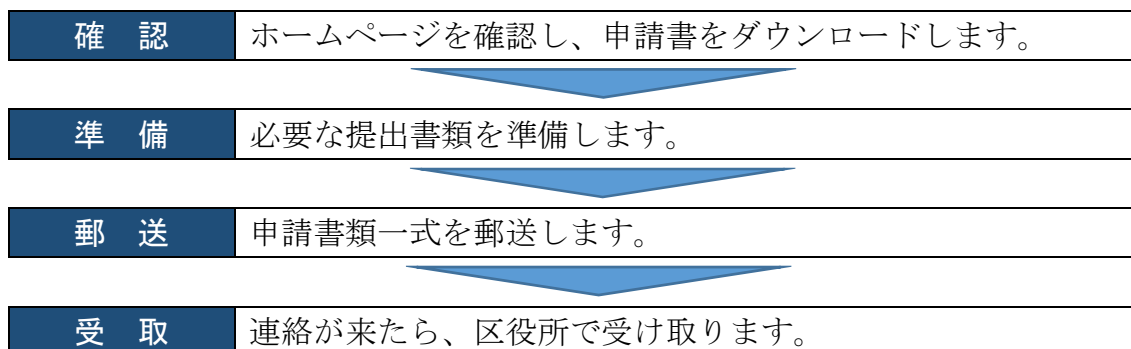 確　認　ホームページを確認し、申請書をダウンロードします。
準　備　必要な提出書類を準備します。
郵　送　申請書類一式を郵送します。
受　取　連絡が来たら、区役所で受け取ります。